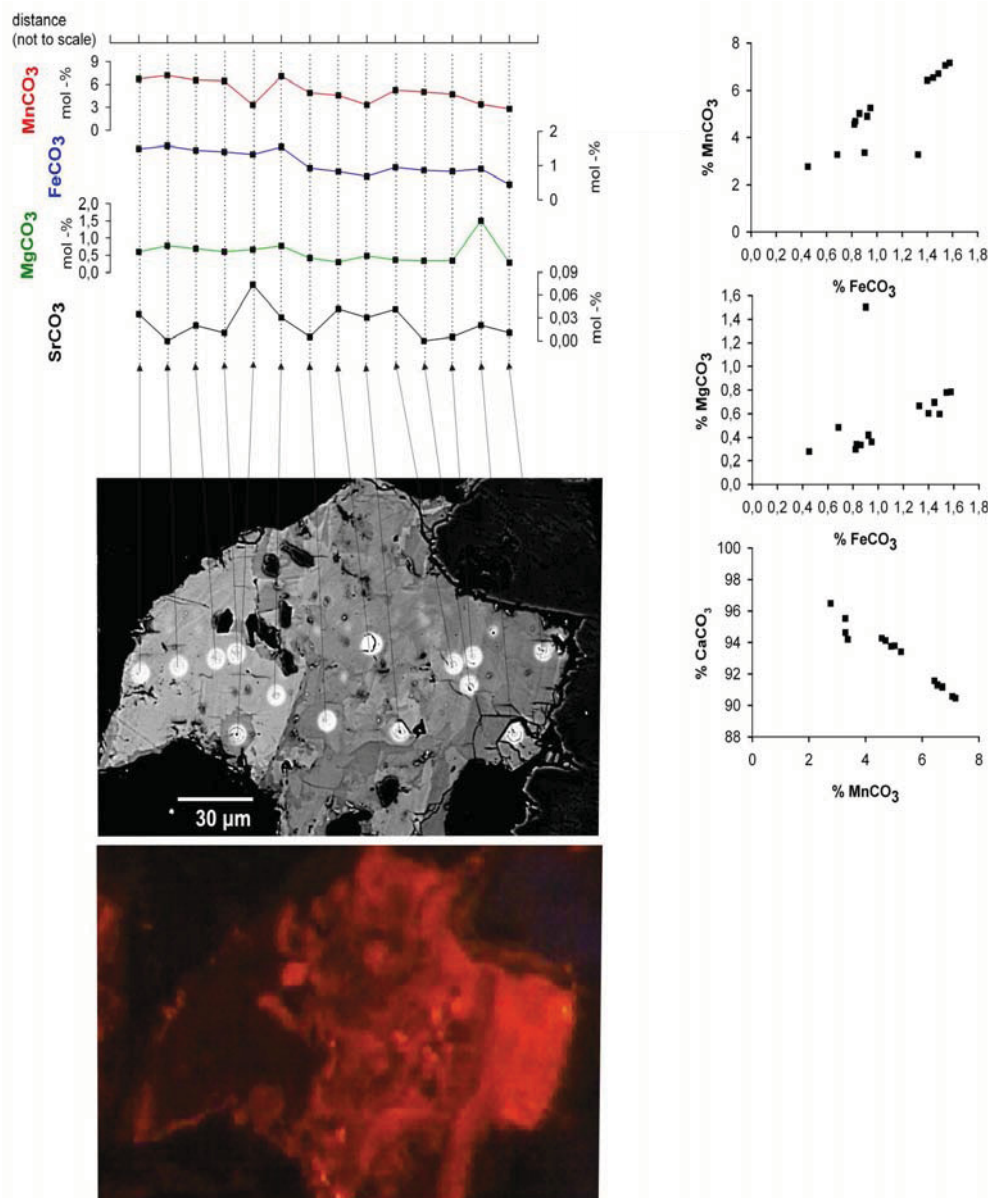 distance
(not to scale)
MnCO3
mol -%
9
6
3
0
FeCO3
2
1
0
mol -%
MgCO3
mol -%
2,0
1,5
1,0
0,5
0,0
SrCO3
0,09
0,06
0,03
0,00
mol -%
30 µm
% MnCO3
8
6
4
2
0
0,0 0,2 0,4 0,6 0,8 1,0 1,2 1,4 1,6 1,8
% FeCO3
% MgCO3
1,6
1,4
1,2
1,0
0,8
0,6
0,4
0,2
0,0
0,0 0,2 0,4 0,6 0,8 1,0 1,2 1,4 1,6 1,8
% FeCO3
% CaCO3
100
98
96
94
92
90
88
0 2 4 6 8
% MnCO3